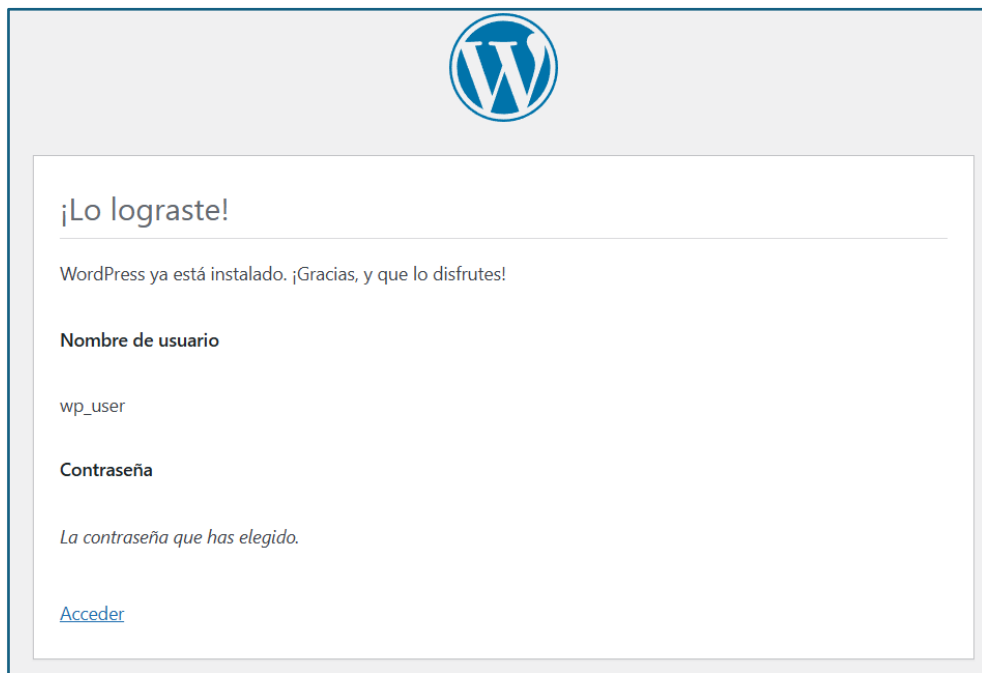 ¡Lo lograste!
WordPress ya está instalado. ¡Gracias, y que lo disfrutes!
Nombre de usuario
wp_user
Contraseña
La contraseña que has elegido.
Acceder